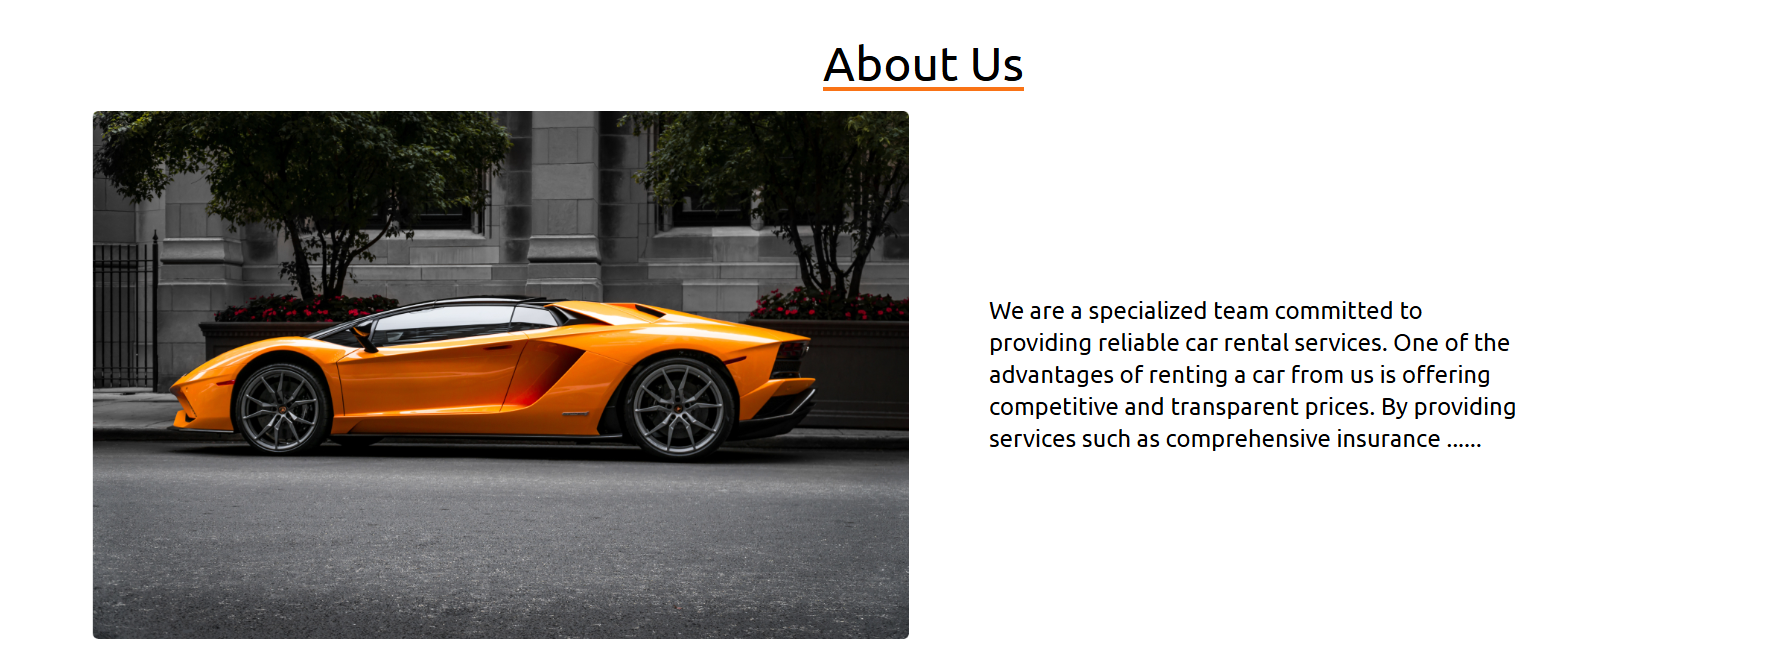 About Us
We are a specialized team committed to
providing reliable car rental services. One of the
advantages of renting a car from us is offering
competitive and transparent prices. By providing
services such as comprehensive insurance ......